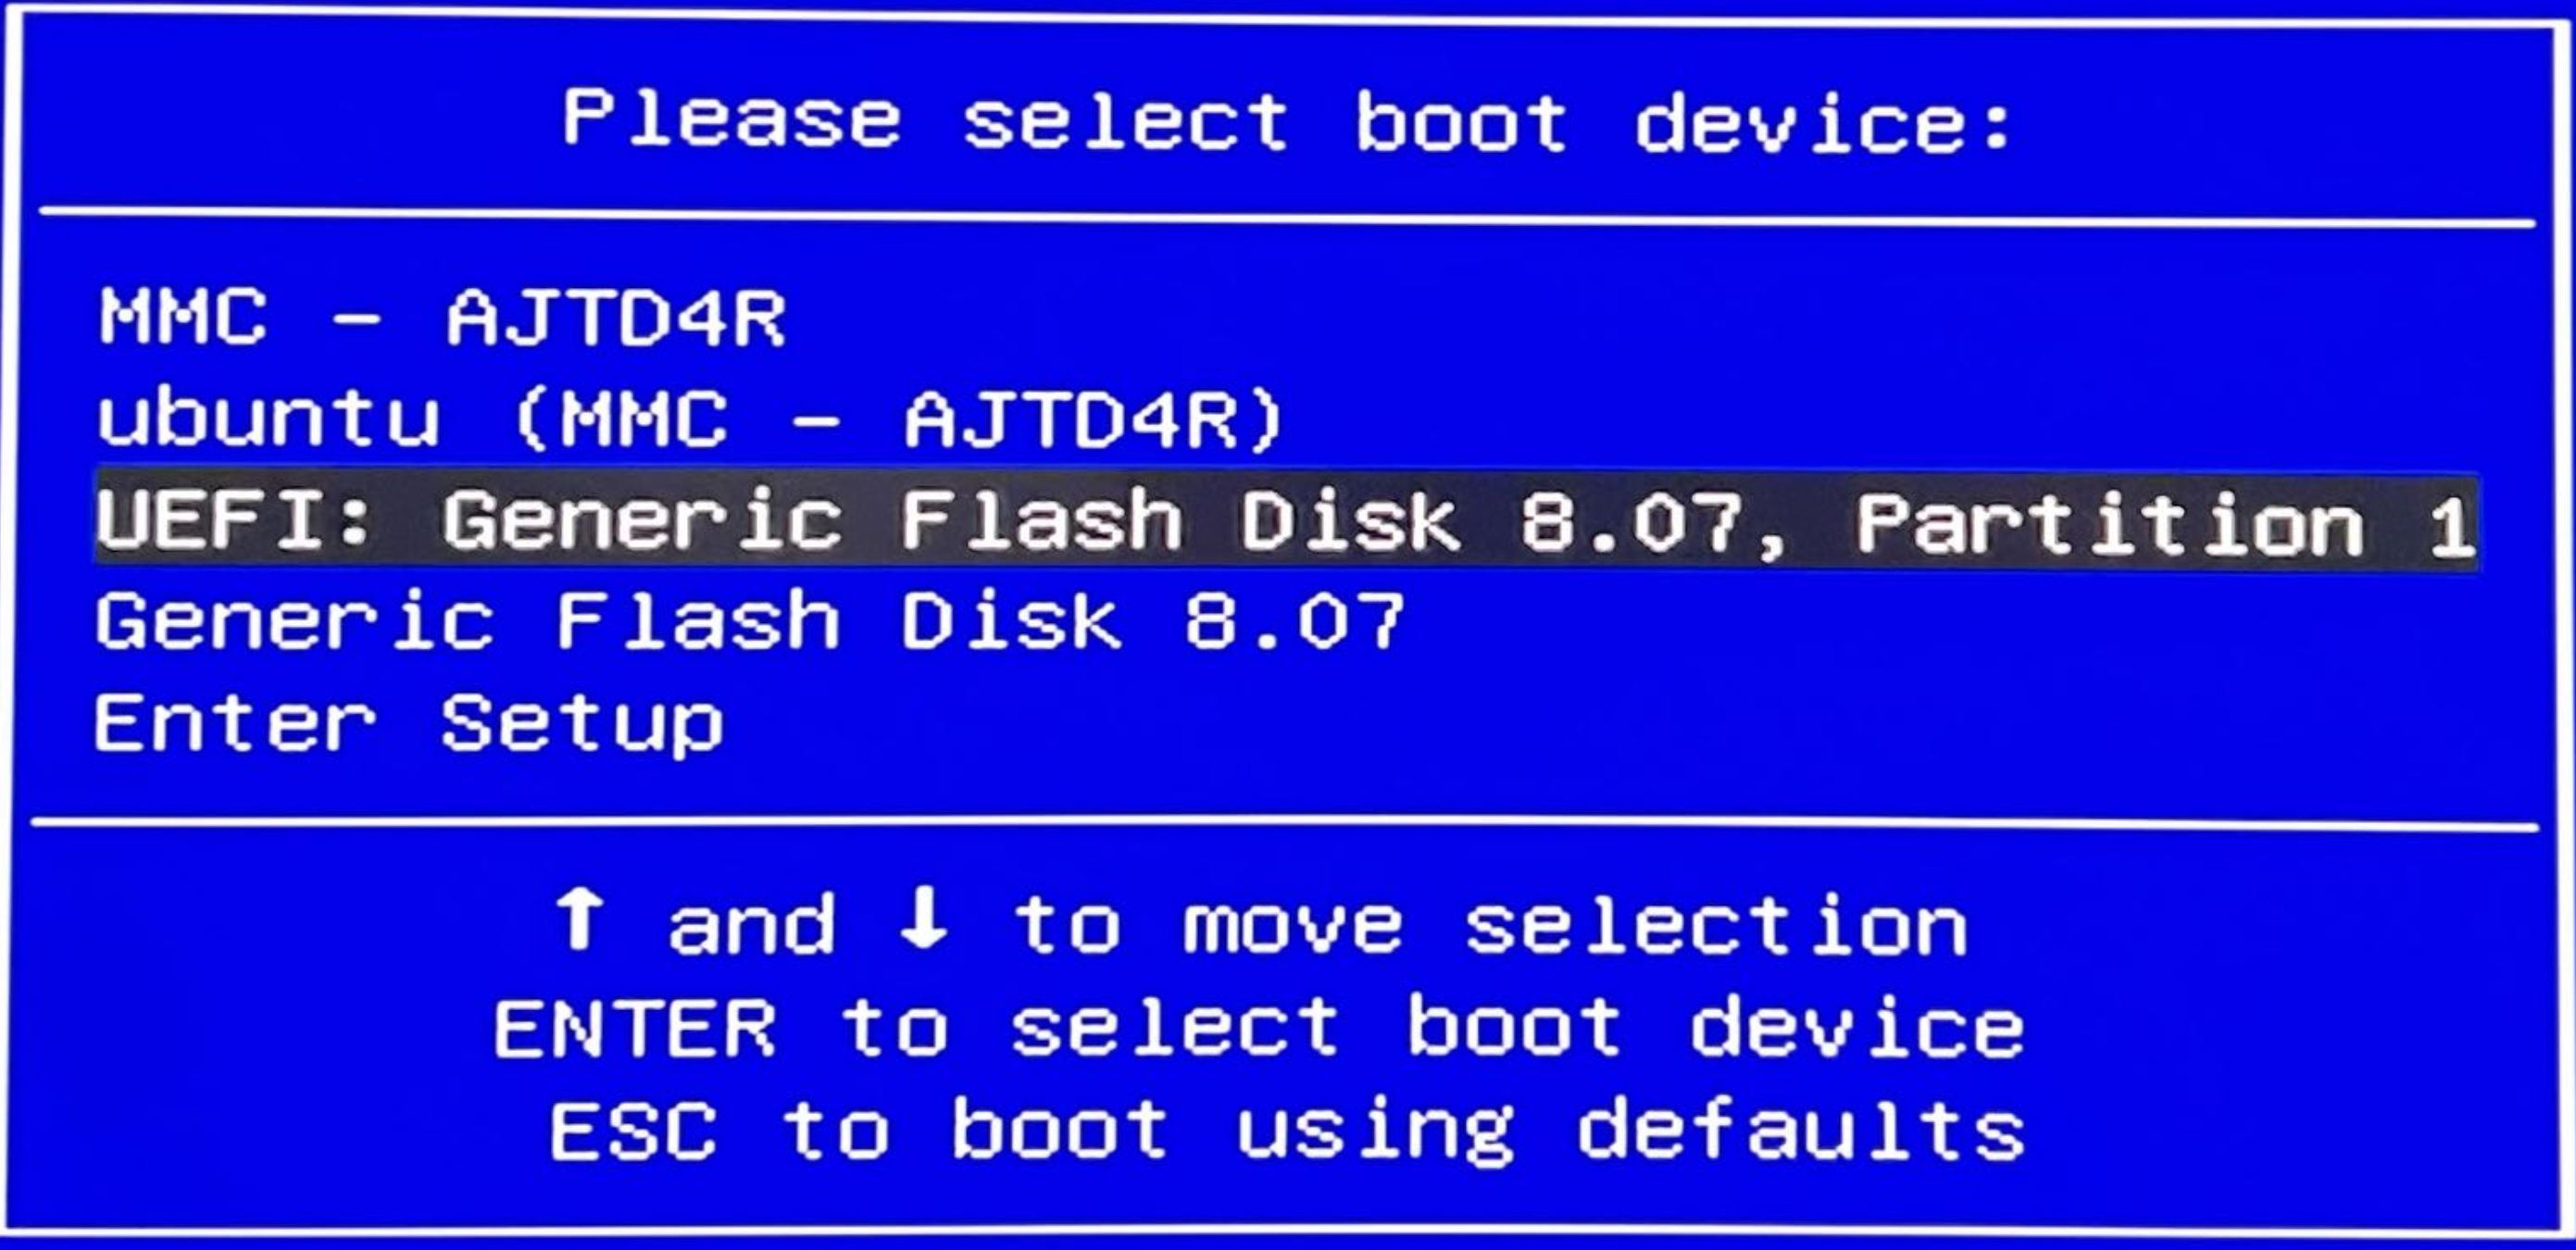 Please select boot device:
MMC - AJTD4R
ubuntu (MMC - AJTD4R)
UEFI: Generic Flash Disk 8.07, Partition 1
Generic Flash Disk 8.07
Enter Setup
↑ and ↓ to move selection
ENTER to select boot device
ESC to boot using defaults